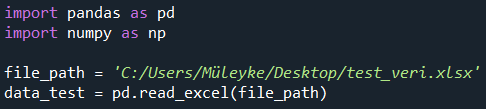 import pandas as pd
import numpy as np
file_path = 'C:/Users/Müleyke/Desktop/test_veri.xlsx'
data_test = pd.read_excel(file_path)